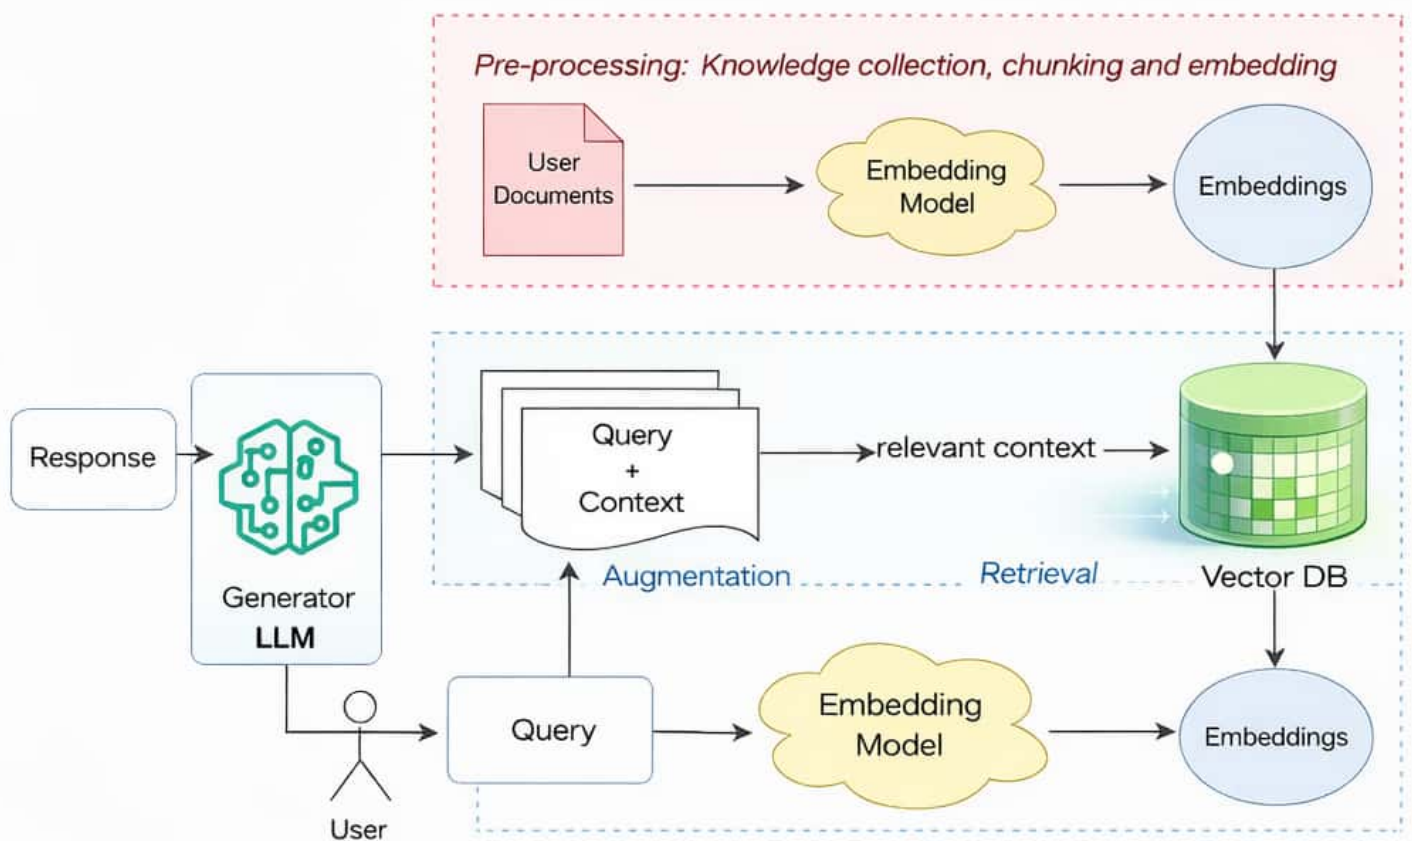 Pre-processing: Knowledge collection, chunking and embedding
User
Documents
Embedding
Model
Embeddings
Response
Generator
LLM
Query
+
Context
relevant context
Augmentation
Retrieval
Vector DB
User
Query
Embedding
Model
Embeddings